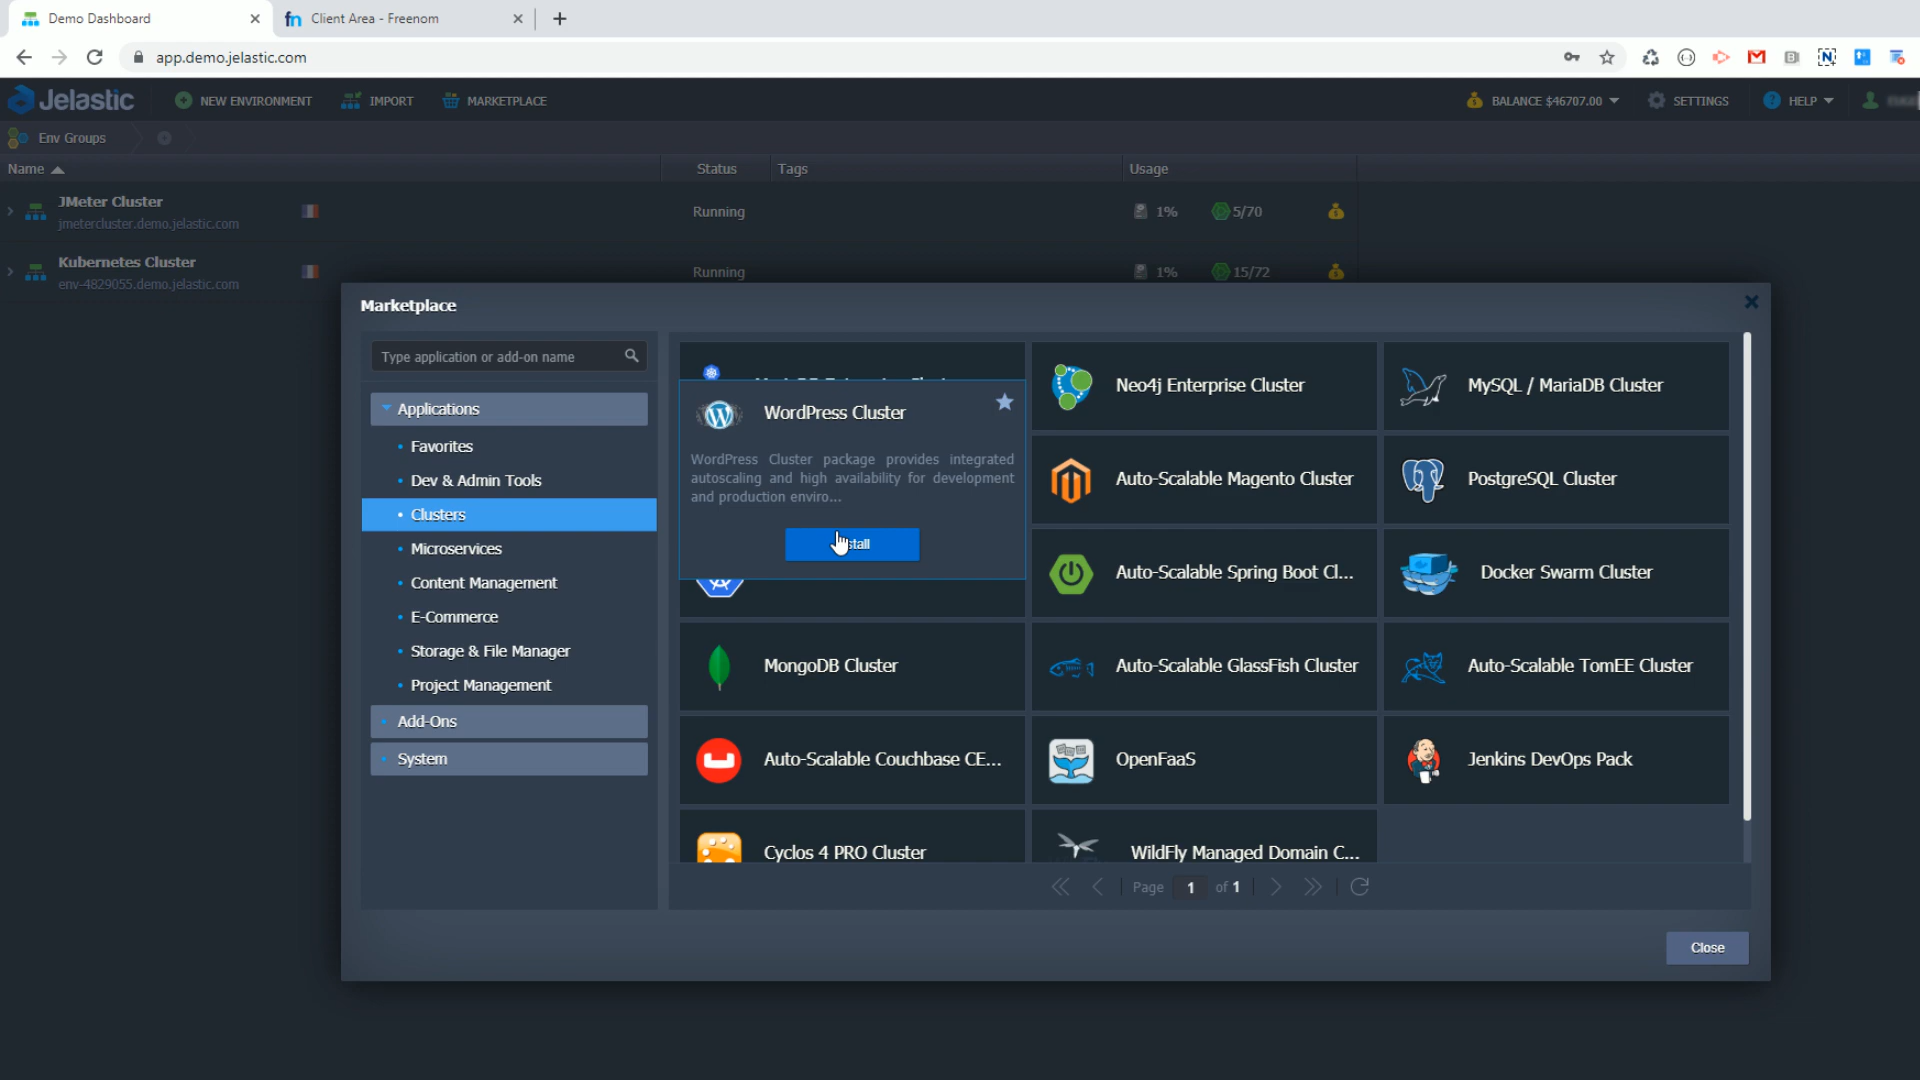 Demo Dashboard
Client Area - Freenom
app.demo.jelastic.com
Jelastic
NEW ENVIRONMENT
IMPORT
MARKETPLACE
BALANCE $46707.00
SETTINGS
HELP
Env Groups
Name
Status
Tags
Usage
JMeter Cluster
jmetercluster.demo.jelastic.com
Running
1%
5/70
Kubernetes Cluster
env-4829055.demo.jelastic.com
Running
1%
15/72
Marketplace
Type application or add-on name
Applications
Favorites
Dev & Admin Tools
Clusters
Microservices
Content Management
E-Commerce
Storage & File Manager
Project Management
Add-Ons
System
WordPress Cluster
WordPress Cluster package provides integrated
autoscaling and high availability for development
and production enviro...
Neo4j Enterprise Cluster
MySQL / MariaDB Cluster
Auto-Scalable Magento Cluster
PostgreSQL Cluster
Auto-Scalable Spring Boot Cl...
Docker Swarm Cluster
MongoDB Cluster
Auto-Scalable GlassFish Cluster
Auto-Scalable TomEE Cluster
Auto-Scalable Couchbase CE...
OpenFaaS
Jenkins DevOps Pack
Cyclos 4 PRO Cluster
WildFly Managed Domain C...
Page 1 of 1
Close